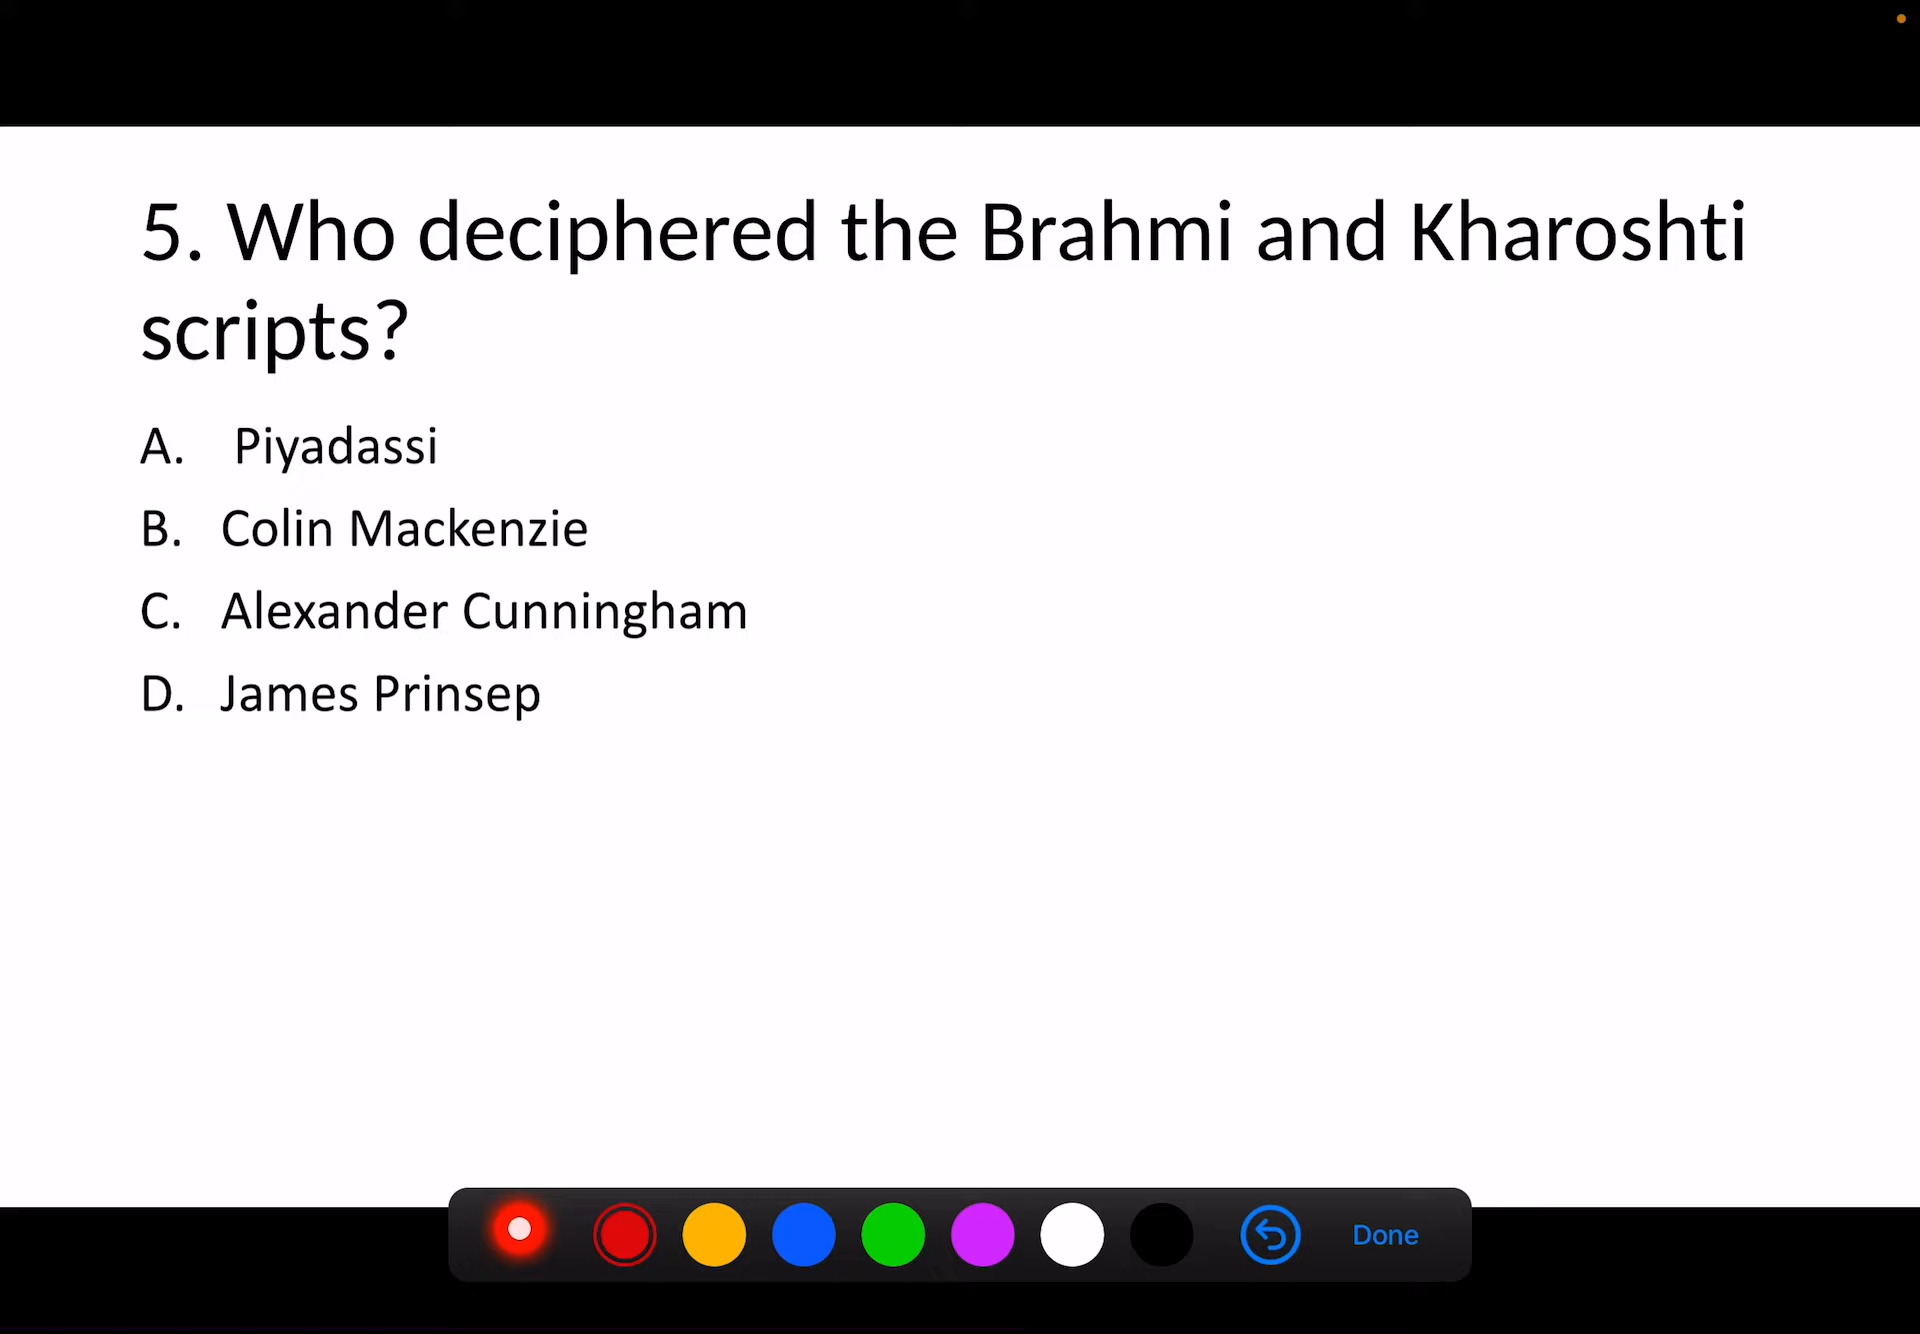 5. Who deciphered the Brahmi and Kharoshti
scripts?
A. Piyadassi
B. Colin Mackenzie
C. Alexander Cunningham
D. James Prinsep
Done